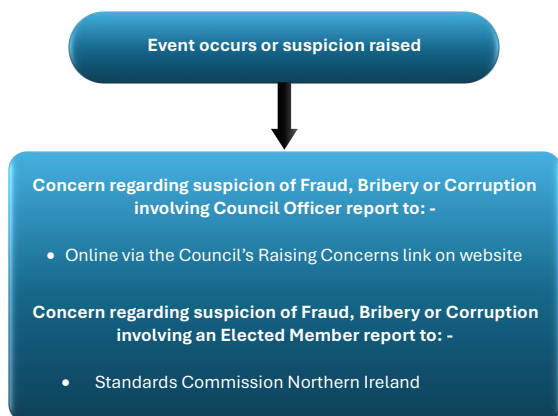 Event occurs or suspicion raised
Concern regarding suspicion of Fraud, Bribery or Corruption
involving Council Officer report to: -
• Online via the Council’s Raising Concerns link on website
Concern regarding suspicion of Fraud, Bribery or Corruption
involving an Elected Member report to: -
• Standards Commission Northern Ireland